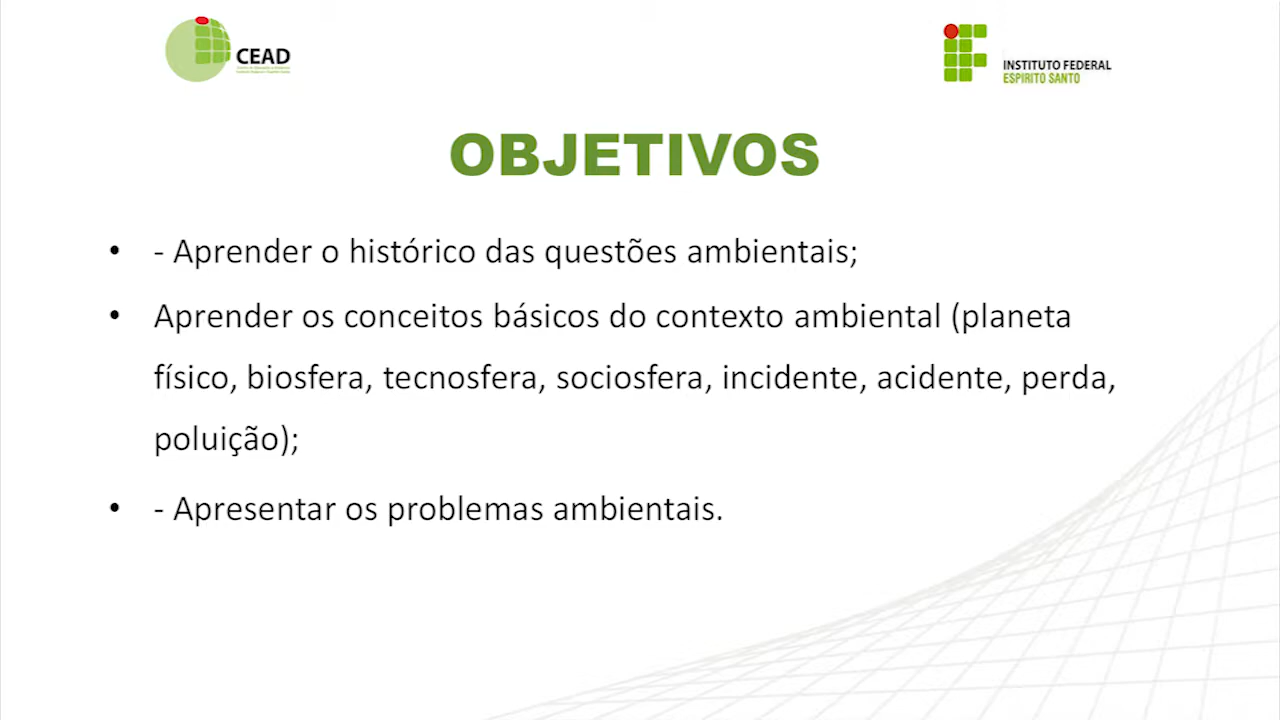 CEAD
INSTITUTO FEDERAL
ESPIRITO SANTO
OBJETIVOS
• - Aprender o histórico das questões ambientais;
• Aprender os conceitos básicos do contexto ambiental (planeta
físico, biosfera, tecnosfera, sociosfera, incidente, acidente, perda,
poluição);
• - Apresentar os problemas ambientais.